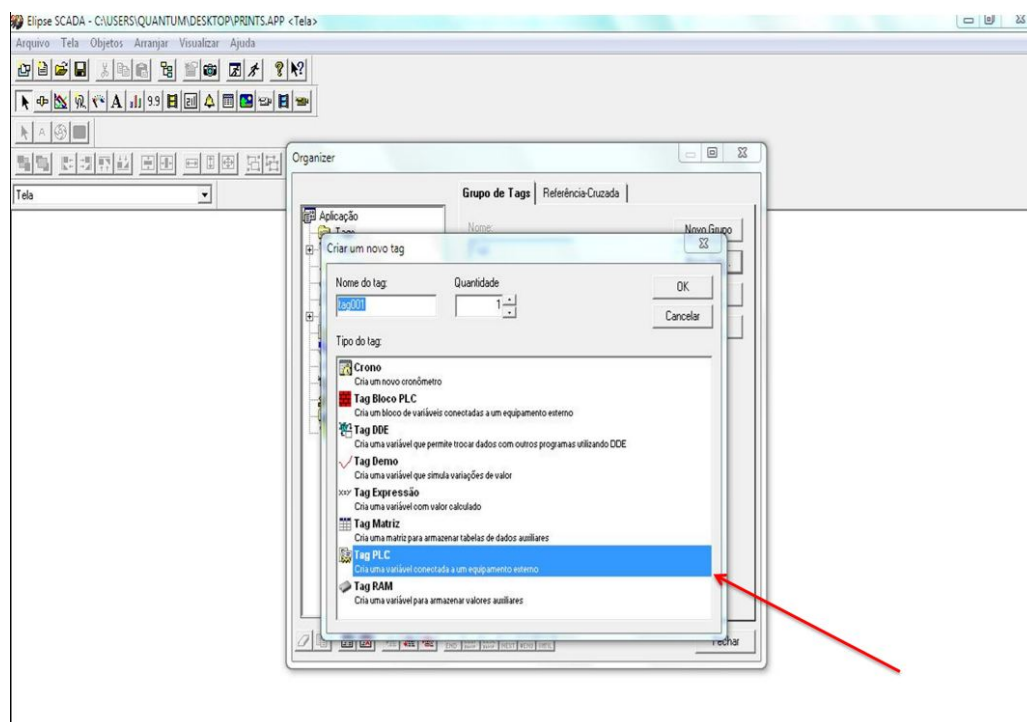 Elipse SCADA - C:\USERS\QUANTUM\DESKTOP\PRINTS.APP <Tela>
Arquivo Tela Objetos Arranjar Visualizar Ajuda
Tela
Organizer
Grupo de Tags Referência-Cruzada
Aplicação
Tags
Nome:
Novo Grupo
Criar um novo tag
Nome do tag:
Quantidade
OK
tag001
1
Cancelar
Tipo do tag:
Crono
Cria um novo cronômetro
Tag Bloco PLC
Cria um bloco de variáveis conectadas a um equipamento externo
Tag DDE
Cria uma variável que permite trocar dados com outros programas utilizando DDE
Tag Demo
Cria uma variável que simula variações de valor
Tag Expressão
Cria uma variável com valor calculado
Tag Matriz
Cria uma matriz para armazenar tabelas de dados auxiliares
Tag PLC
Cria uma variável conectada a um equipamento externo
Tag RAM
Cria uma variável para armazenar valores auxiliares
Fechar